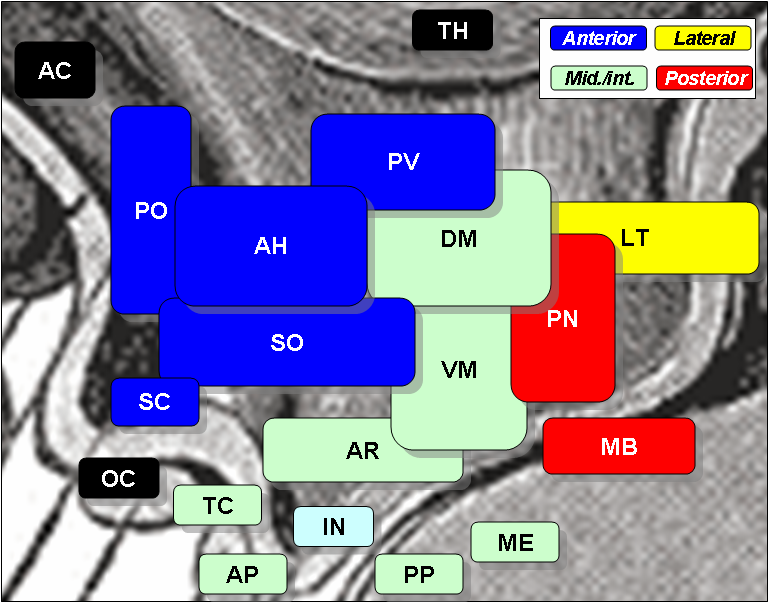 TH
Anterior Lateral
Mid./int. Posterior
AC
PV
PO
AH
DM
LT
PN
SO
VM
SC
AR
MB
OC
TC
IN
ME
AP
PP